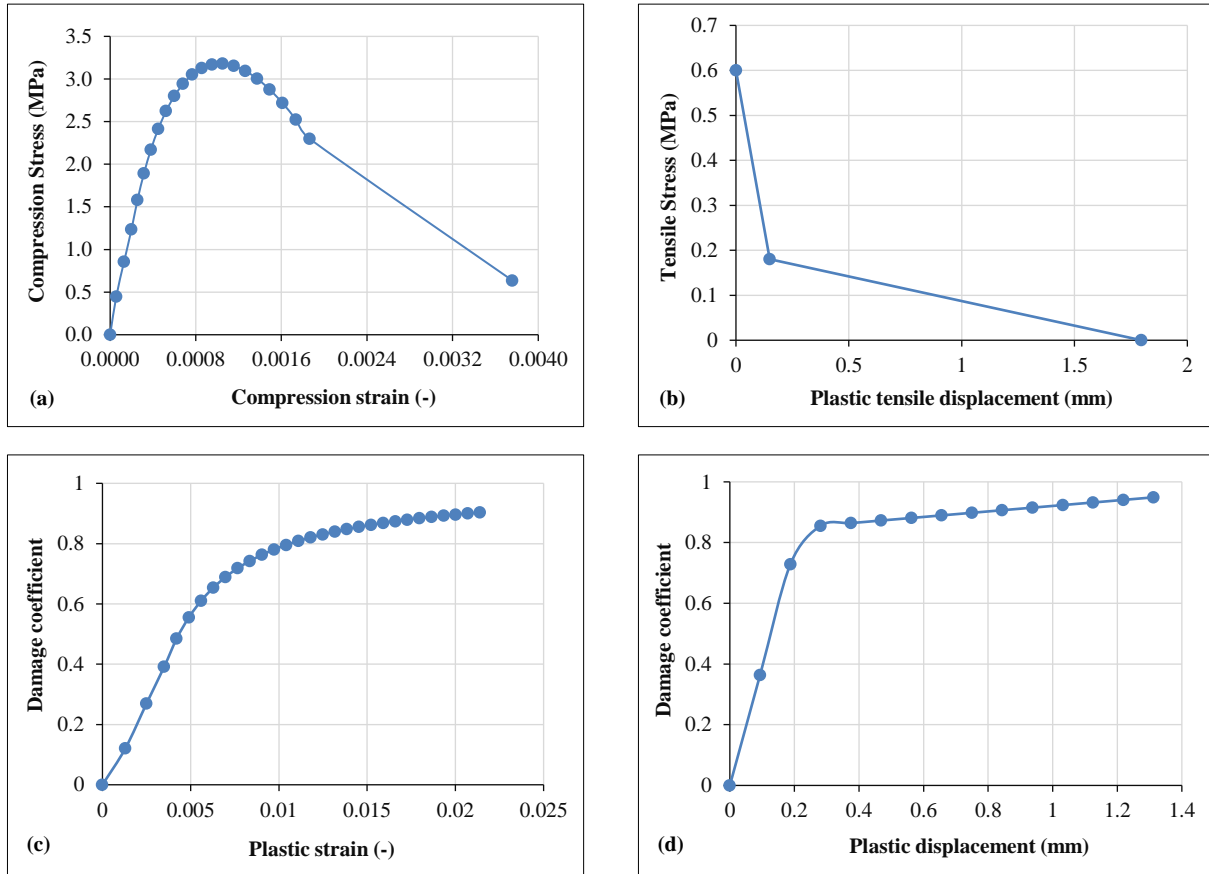 Compression Stress (MPa)
3.5
3.0
2.5
2.0
1.5
1.0
0.5
0.0
0.0000 0.0008 0.0016 0.0024 0.0032 0.0040
(a) Compression strain (-)
Tensile Stress (MPa)
0.7
0.6
0.5
0.4
0.3
0.2
0.1
0
0 0.5 1 1.5 2
(b) Plastic tensile displacement (mm)
Damage coefficient
1
0.8
0.6
0.4
0.2
0
0 0.005 0.01 0.015 0.02 0.025
(c) Plastic strain (-)
Damage coefficient
1
0.8
0.6
0.4
0.2
0
0 0.2 0.4 0.6 0.8 1 1.2 1.4
(d) Plastic displacement (mm)